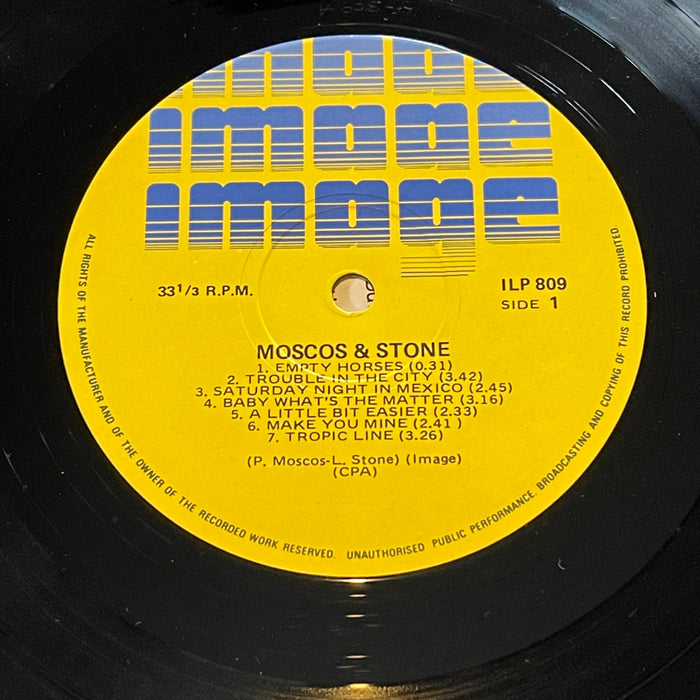 image
image
image
33 1/3 R.P.M.
ILP 809
SIDE 1
MOSCOS & STONE
1. EMPTY HORSES (0.31)
2. TROUBLE IN THE CITY (3.42)
3. SATURDAY NIGHT IN MEXICO (2.45)
4. BABY WHAT'S THE MATTER (3.16)
5. A LITTLE BIT EASIER (2.33)
6. MAKE YOU MINE (2.41 )
7. TROPIC LINE (3.26)
(P. Moscos-L. Stone) (Image)
(CPA)
ALL RIGHTS OF THE MANUFACTURER AND OF THE OWNER OF THE RECORDED WORK RESERVED. UNAUTHORISED PUBLIC PERFORMANCE. BROADCASTING AND COPYING OF THIS RECORD PROHIBITED